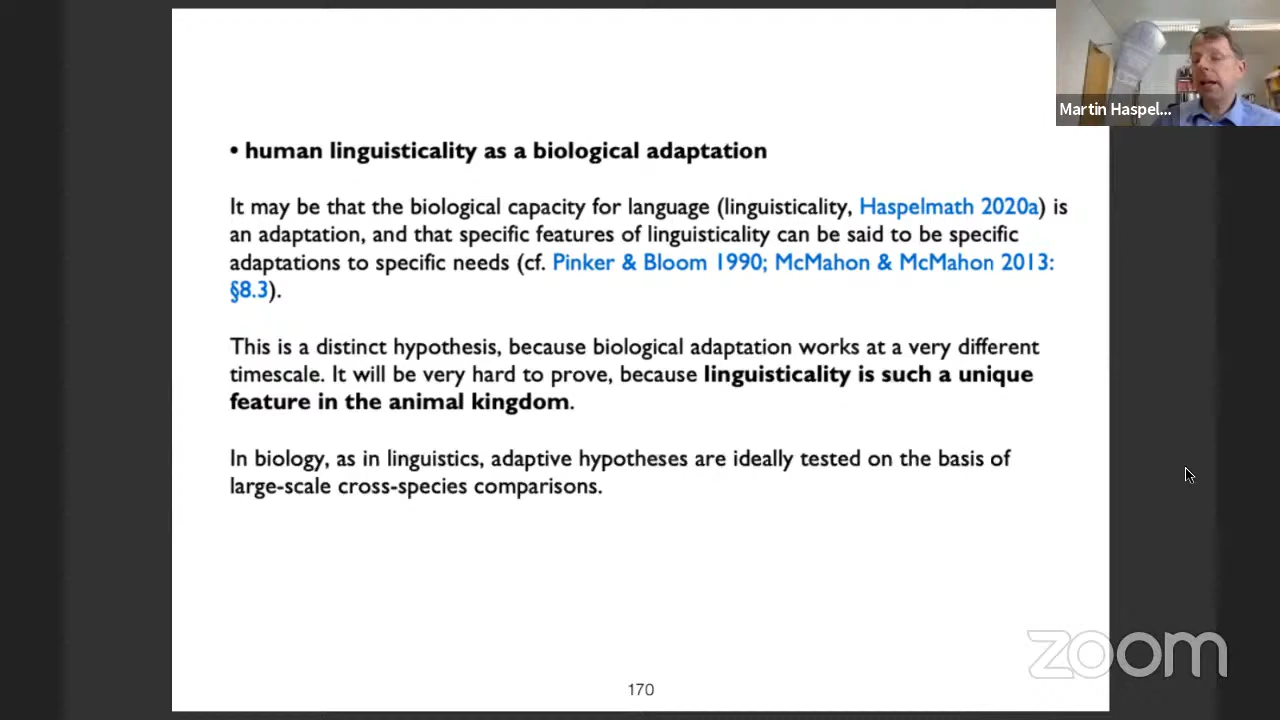 Martin Haspel...
• human linguisticality as a biological adaptation
It may be that the biological capacity for language (linguisticality, Haspelmath 2020a) is
an adaptation, and that specific features of linguisticality can be said to be specific
adaptations to specific needs (cf. Pinker & Bloom 1990; McMahon & McMahon 2013:
§8.3).
This is a distinct hypothesis, because biological adaptation works at a very different
timescale. It will be very hard to prove, because linguisticality is such a unique
feature in the animal kingdom.
In biology, as in linguistics, adaptive hypotheses are ideally tested on the basis of
large-scale cross-species comparisons.
zoom
170